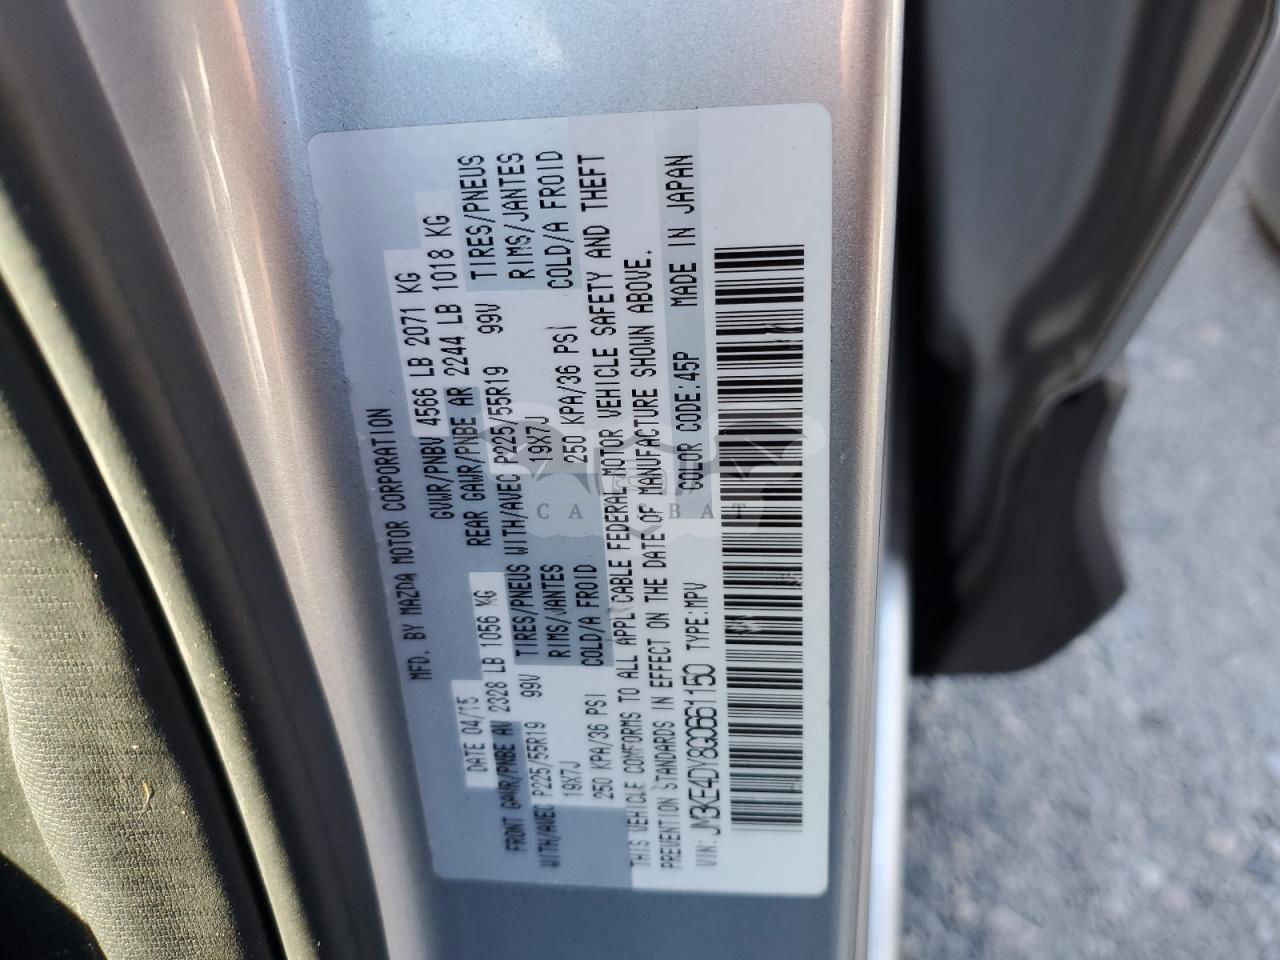 MFD. BY MAZDA MOTOR CORPORATION
DATE 04/15 GVWR/PNBV 4566 LB 2071 KG
FRONT GAWR/PNBE AV 2328 LB 1056 KG REAR GAWR/PNBE AR 2244 LB 1018 KG
WITH/AVEC P225/55R19 99V TIRES/PNEUS WITH/AVEC P225/55R19 99V TIRES/PNEUS
19X7J RIMS/JANTES 19X7J RIMS/JANTES
250 KPA/36 PSI COLD/A FROID 250 KPA/36 PSI COLD/A FROID
THIS VEHICLE CONFORMS TO ALL APPLICABLE FEDERAL MOTOR VEHICLE SAFETY AND THEFT
PREVENTION STANDARDS IN EFFECT ON THE DATE OF MANUFACTURE SHOWN ABOVE.
VIN: JM3KE4DY8G0661150 TYPE:MPV COLOR CODE:45P MADE IN JAPAN
CAR BAT